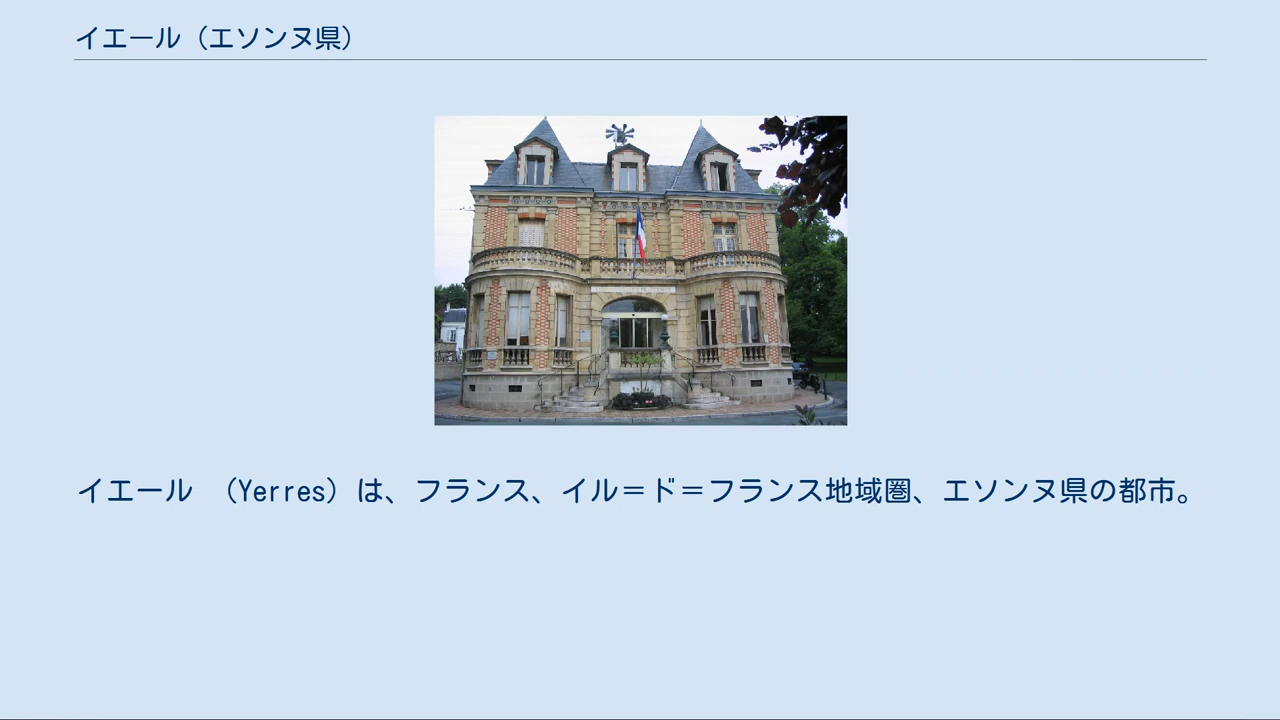 イエール（エソンヌ県）
イエール　（Yerres）は、フランス、イル＝ド＝フランス地域圏、エソンヌ県の都市。